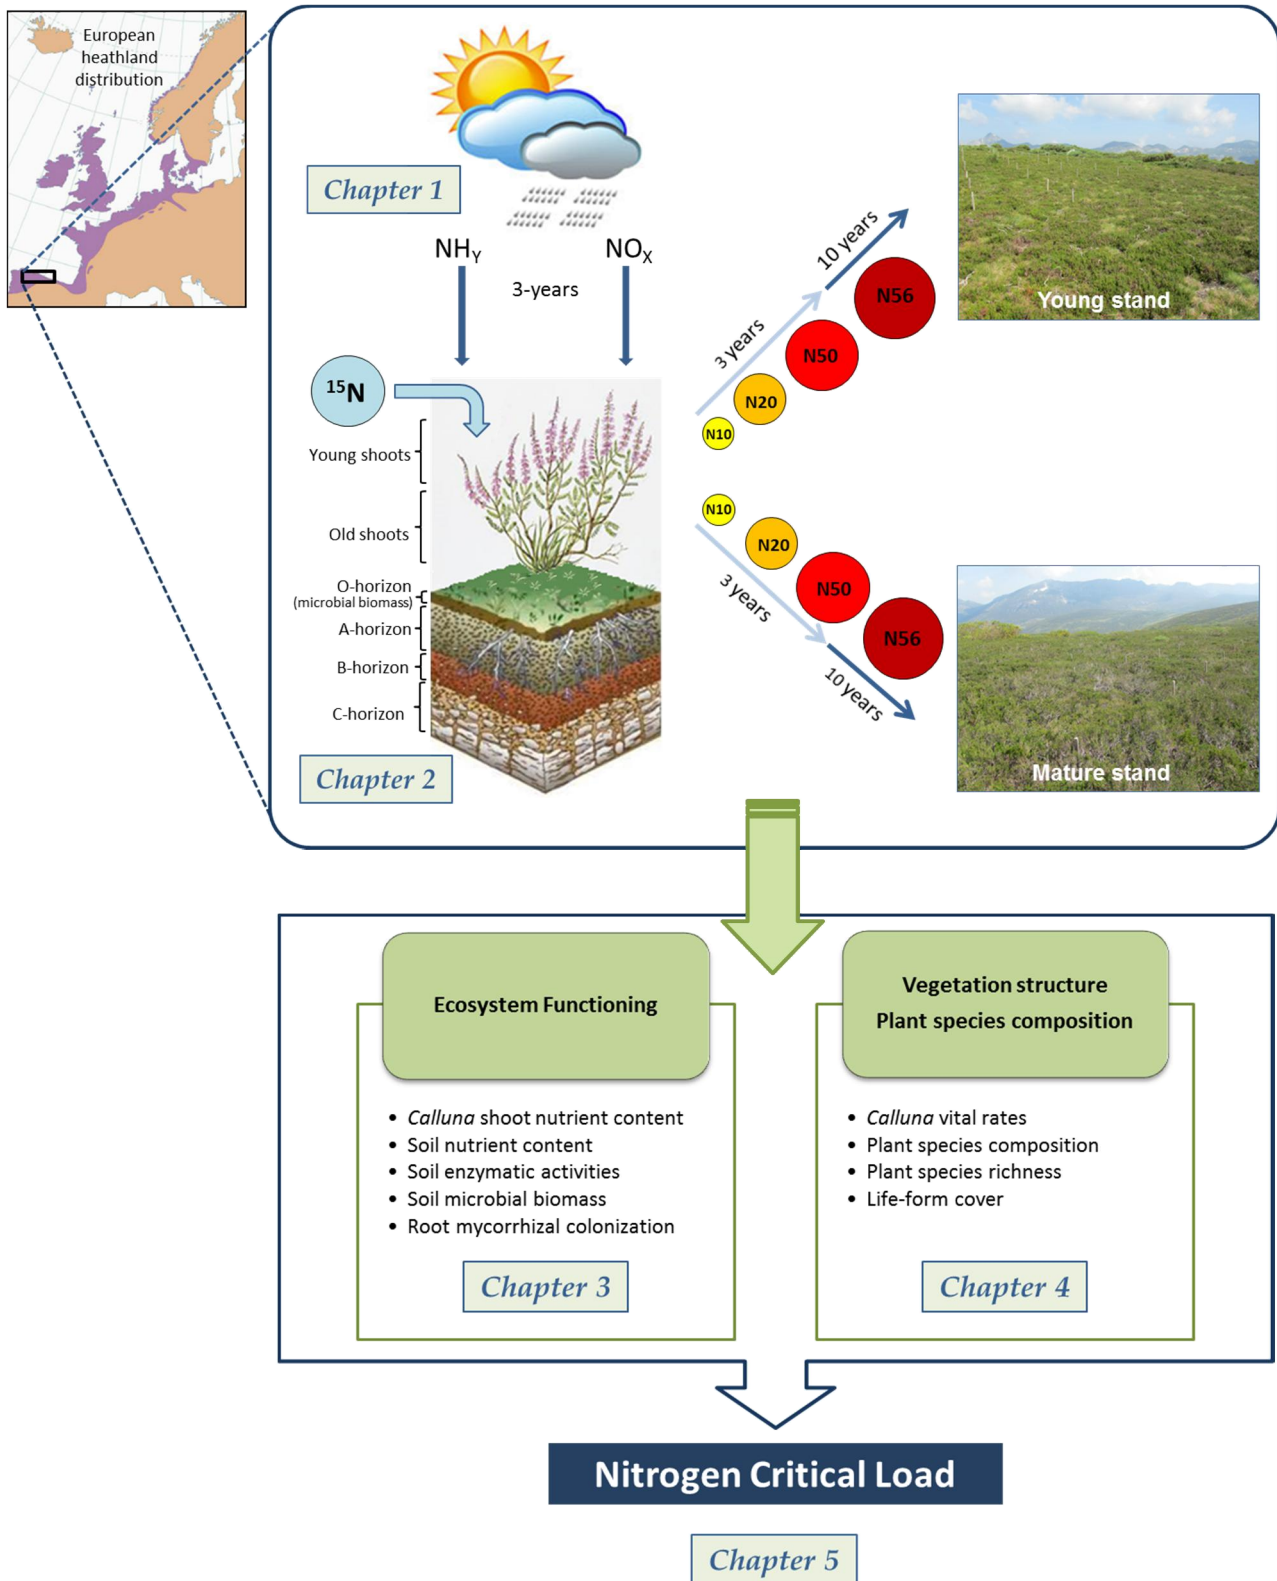 European
heathland
distribution
Chapter 1
NHY
NOX
3-years
15N
Young shoots
Old shoots
O-horizon
(microbial biomass)
A-horizon
B-horizon
C-horizon
Chapter 2
3 years
10 years
N10
N20
N50
N56
Young stand
N10
N20
N50
N56
3 years
10 years
Mature stand
Ecosystem Functioning
• Calluna shoot nutrient content
• Soil nutrient content
• Soil enzymatic activities
• Soil microbial biomass
• Root mycorrhizal colonization
Chapter 3
Vegetation structure
Plant species composition
• Calluna vital rates
• Plant species composition
• Plant species richness
• Life-form cover
Chapter 4
Nitrogen Critical Load
Chapter 5